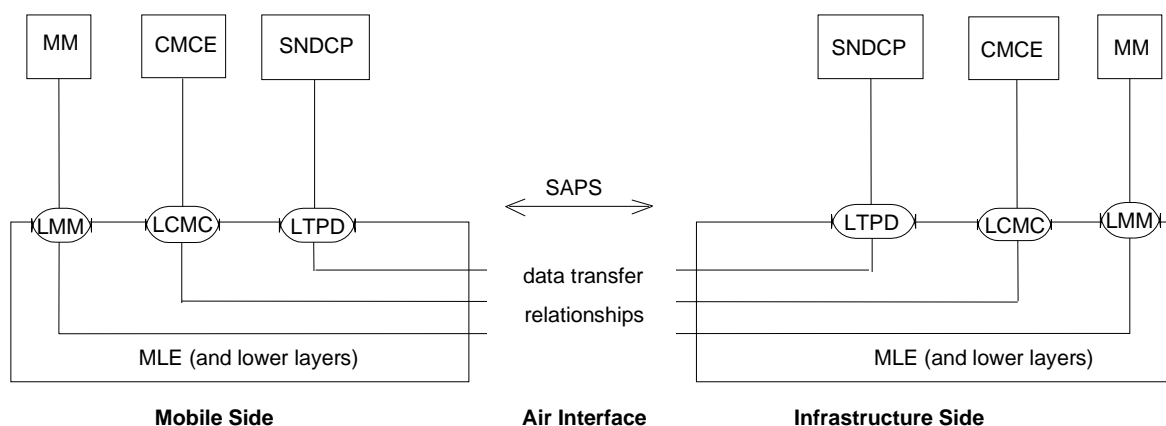 MM CMCE SNDCP SNDCP CMCE MM
SAPS
LMM LCMC LTPD LTPD LCMC LMM
data transfer
relationships
MLE (and lower layers) MLE (and lower layers)
Mobile Side Air Interface Infrastructure Side